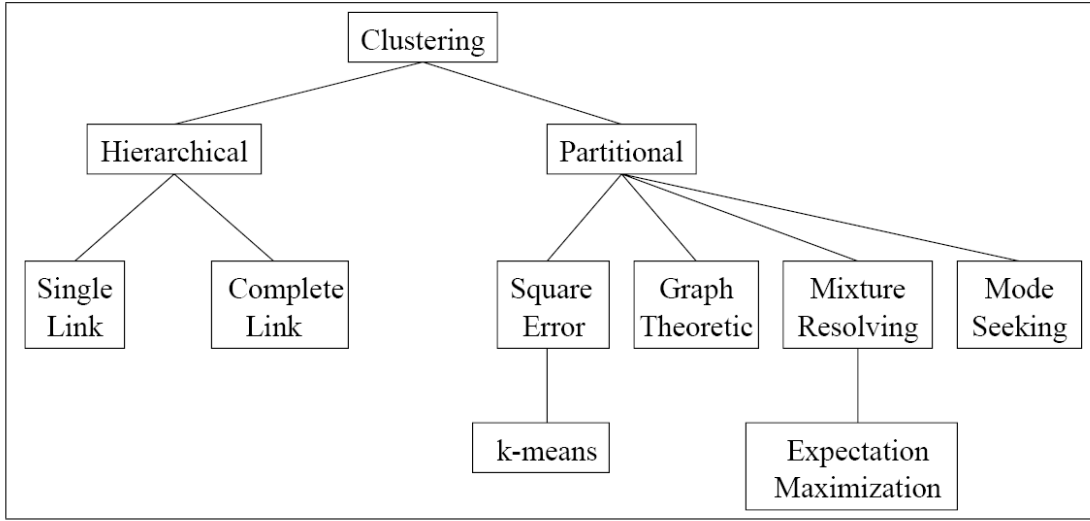 Clustering
Hierarchical
Partitional
Single
Link
Complete
Link
Square
Error
Graph
Theoretic
Mixture
Resolving
Mode
Seeking
k-means
Expectation
Maximization